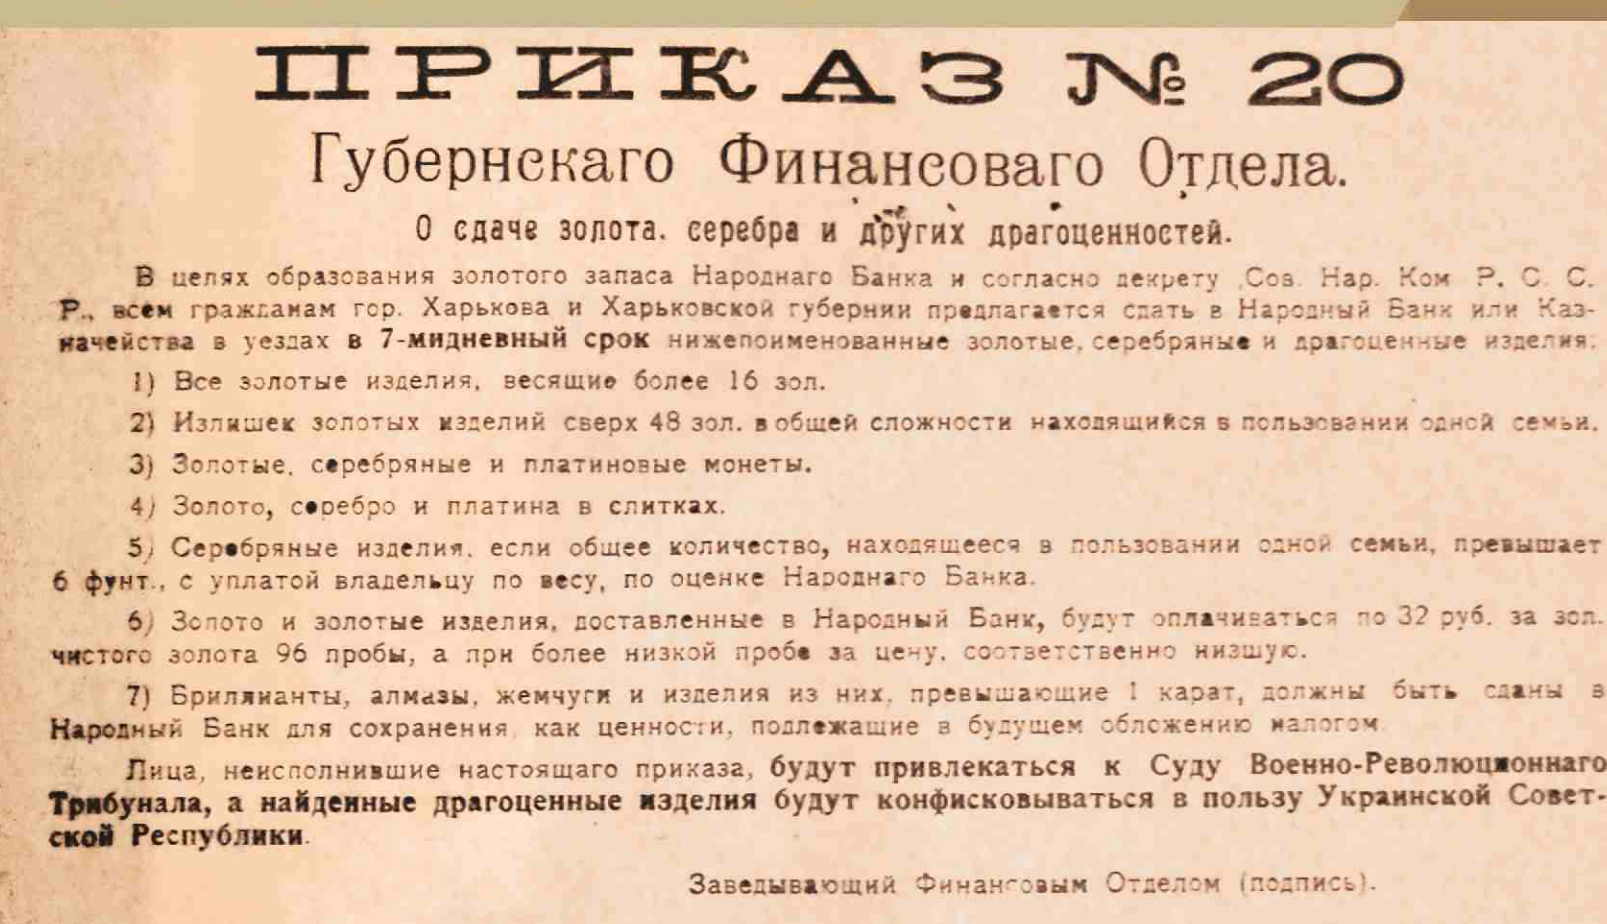 ПРИКАЗ № 20
Губернскаго Финансоваго Отдела.
О сдаче золота. серебра и других драгоценностей.
В целях образования золотого запаса Народнаго Банка и согласно декрету Сов. Нар. Ком Р. С. С.
Р., всем гражданам гор. Харькова и Харьковской губернии предлагается сдать в Народный Банк или Каз-
начейства в уездах в 7-мидневный срок нижепоименованные золотые, серебряные и драгоценные изделия:
1) Все золотые изделия, весящие более 16 зол.
2) Излишек золотых изделий сверх 48 зол. в общей сложности находящийся в пользовании одной семьи.
3) Золотые, серебряные и платиновые монеты.
4) Золото, серебро и платина в слитках.
5) Серебряные изделия, если общее количество, находящееся в пользовании одной семьи, превышает
6 фунт., с уплатой владельцу по весу, по оценке Народнаго Банка.
6) Золото и золотые изделия, доставленные в Народный Банк, будут оплачиваться по 32 руб. за зол.
чистого золота 96 пробы, а при более низкой пробе за цену, соответственно низшую.
7) Бриллианты, алмазы, жемчуги и изделия из них, превышающие 1 карат, должны быть сданы в
Народный Банк для сохранения, как ценности, подлежащие в будущем обложению налогом.
Лица, неисполнившие настоящаго приказа, будут привлекаться к Суду Военно-Революционнаго
Трибунала, а найденные драгоценные изделия будут конфисковываться в пользу Украинской Совет-
ской Республики.
Заведывающий Финансовым Отделом (подпись).